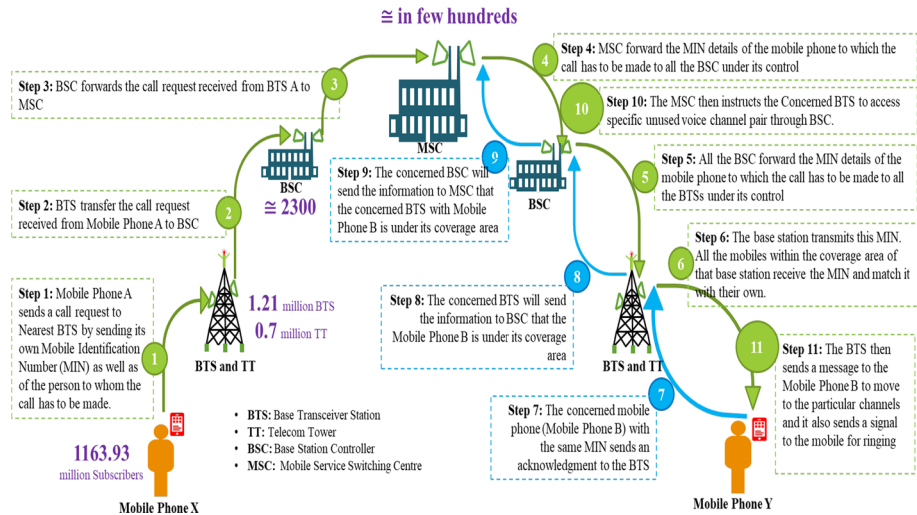 ≅ in few hundreds
Step 3: BSC forwards the call request received from BTS A to
MSC
3
MSC
4
Step 4: MSC forward the MIN details of the mobile phone to which the
call has to be made to all the BSC under its control
10
Step 10: The MSC then instructs the Concerned BTS to access
specific unused voice channel pair through BSC.
BSC
≅ 2300
9
Step 9: The concerned BSC will
send the information to MSC that
the concerned BTS with Mobile
Phone B is under its coverage area
BSC
5
Step 5: All the BSC forward the MIN details of the
mobile phone to which the call has to be made to all
the BTSs under its control
2
Step 2: BTS transfer the call request
received from Mobile Phone A to BSC
6
Step 6: The base station transmits this MIN.
All the mobiles within the coverage area of
that base station receive the MIN and match it
with their own.
1
Step 1: Mobile Phone A
sends a call request to
Nearest BTS by sending its
own Mobile Identification
Number (MIN) as well as
of the person to whom the
call has to be made.
1.21 million BTS
0.7 million TT
BTS and TT
8
Step 8: The concerned BTS will send
the information to BSC that the
Mobile Phone B is under its coverage
area
BTS and TT
11
Step 11: The BTS then
sends a message to the
Mobile Phone B to move
to the particular channels
and it also sends a signal
to the mobile for ringing
7
Step 7: The concerned mobile
phone (Mobile Phone B) with
the same MIN sends an
acknowledgment to the BTS
• BTS: Base Transceiver Station
• TT: Telecom Tower
• BSC: Base Station Controller
• MSC: Mobile Service Switching Centre
1163.93
million Subscribers
Mobile Phone X
Mobile Phone Y